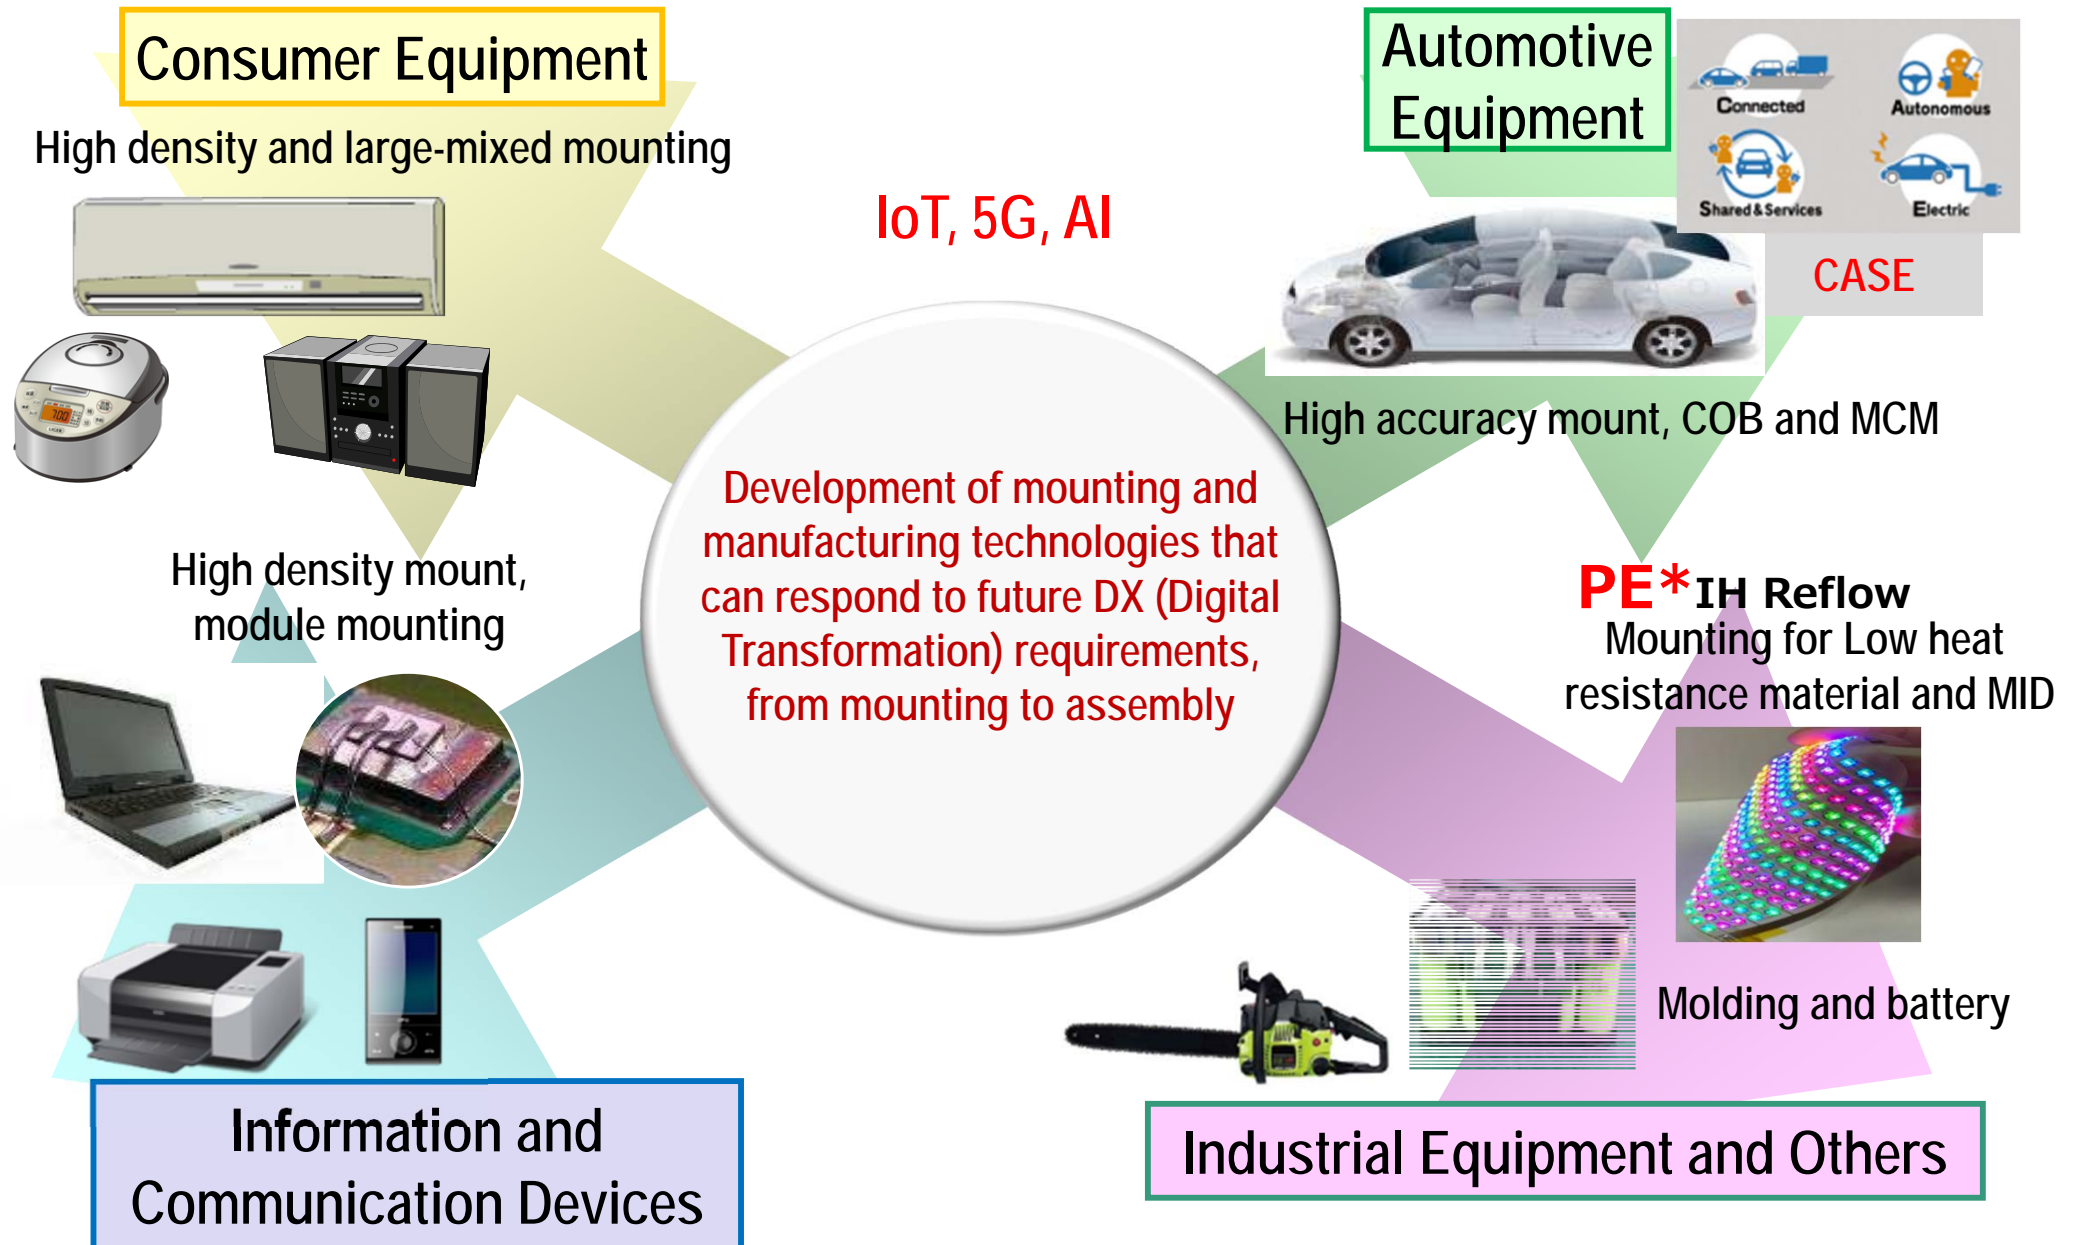 Consumer Equipment
High density and large-mixed mounting
IoT, 5G, AI
Automotive
Equipment
Connected
Autonomous
Shared & Services
Electric
CASE
High accuracy mount, COB and MCM
Development of mounting and
manufacturing technologies that
can respond to future DX (Digital
Transformation) requirements,
from mounting to assembly
High density mount,
module mounting
PE* IH Reflow
Mounting for Low heat
resistance material and MID
Molding and battery
Information and
Communication Devices
Industrial Equipment and Others
7:00